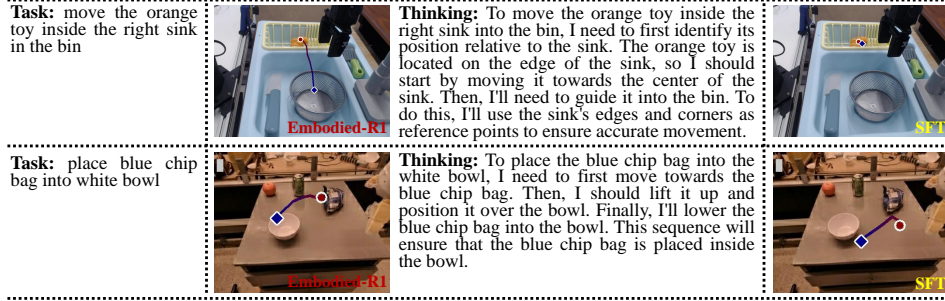 Task: move the orange
toy inside the right sink
in the bin
Embodied-R1
Thinking: To move the orange toy inside the
right sink into the bin, I need to first identify its
position relative to the sink. The orange toy is
located on the edge of the sink, so I should
start by moving it towards the center of the
sink. Then, I'll need to guide it into the bin. To
do this, I'll use the sink's edges and corners as
reference points to ensure accurate movement.
SFT
Task: place blue chip
bag into white bowl
Embodied-R1
Thinking: To place the blue chip bag into the
white bowl, I need to first move towards the
blue chip bag. Then, I should lift it up and
position it over the bowl. Finally, I'll lower the
blue chip bag into the bowl. This sequence will
ensure that the blue chip bag is placed inside
the bowl.
SFT